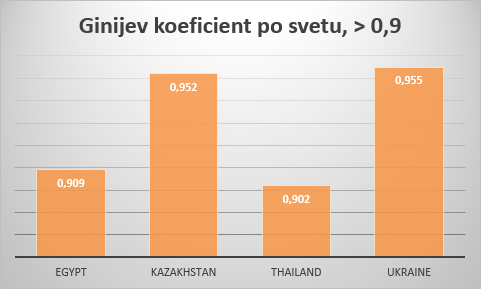 Ginijev koeficient po svetu, > 0,9
0,909
0,952
0,902
0,955
EGYPT
KAZAKHSTAN
THAILAND
UKRAINE